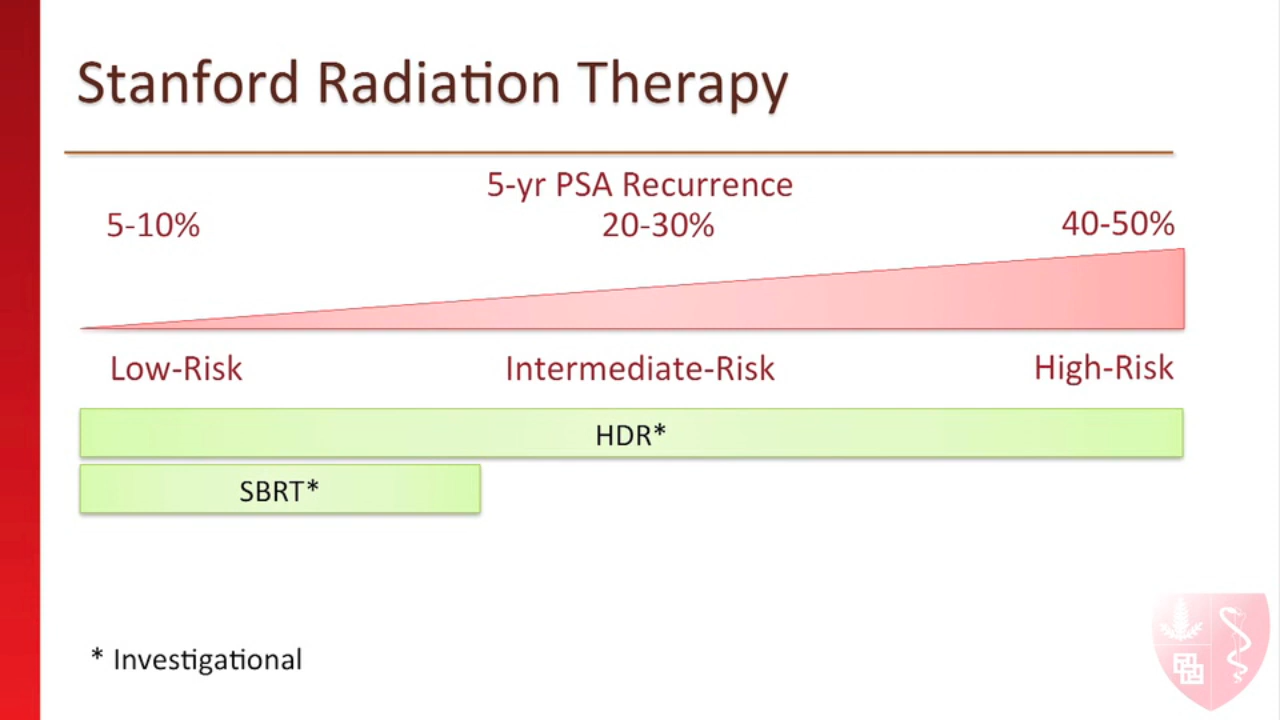 Stanford Radiation Therapy
5-yr PSA Recurrence
5-10% 20-30% 40-50%
Low-Risk Intermediate-Risk High-Risk
HDR*
SBRT*
* Investigational